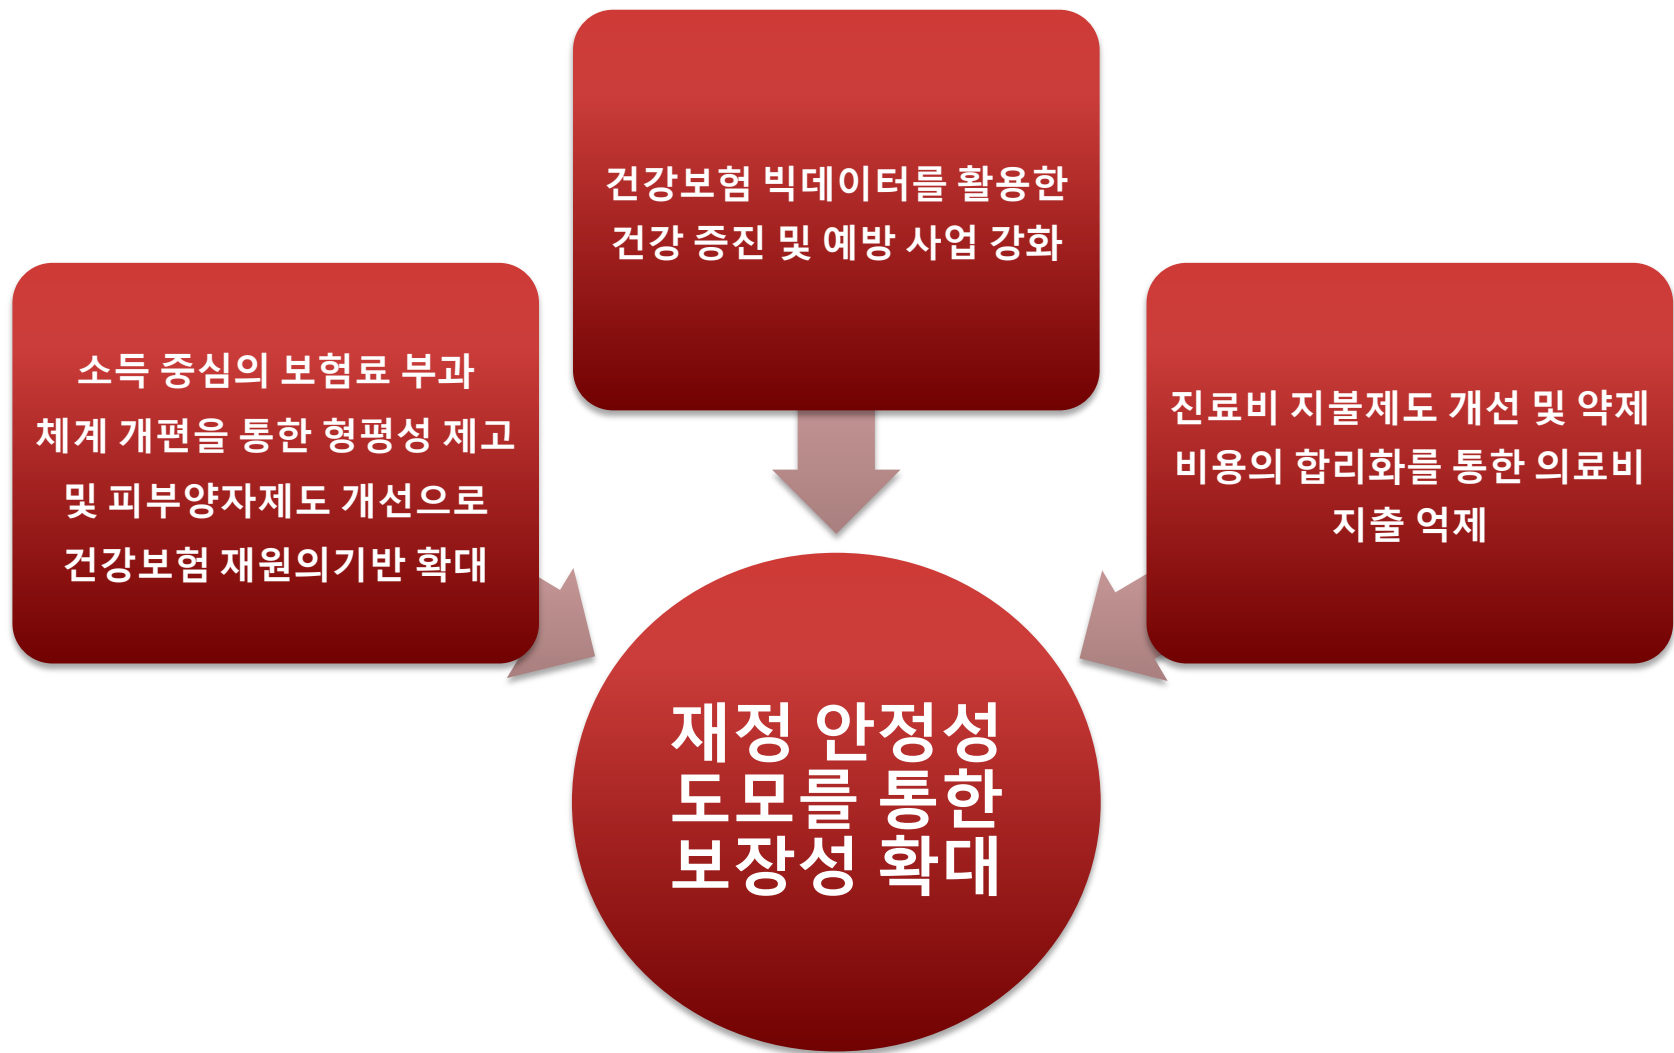 건강보험 빅데이터를 활용한
건강 증진 및 예방 사업 강화
소득 중심의 보험료 부과
체계 개편을 통한 형평성 제고
및 피부양자제도 개선으로
건강보험 재원의기반 확대
진료비 지불제도 개선 및 약제
비용의 합리화를 통한 의료비
지출 억제
재정 안정성
도모를 통한
보장성 확대